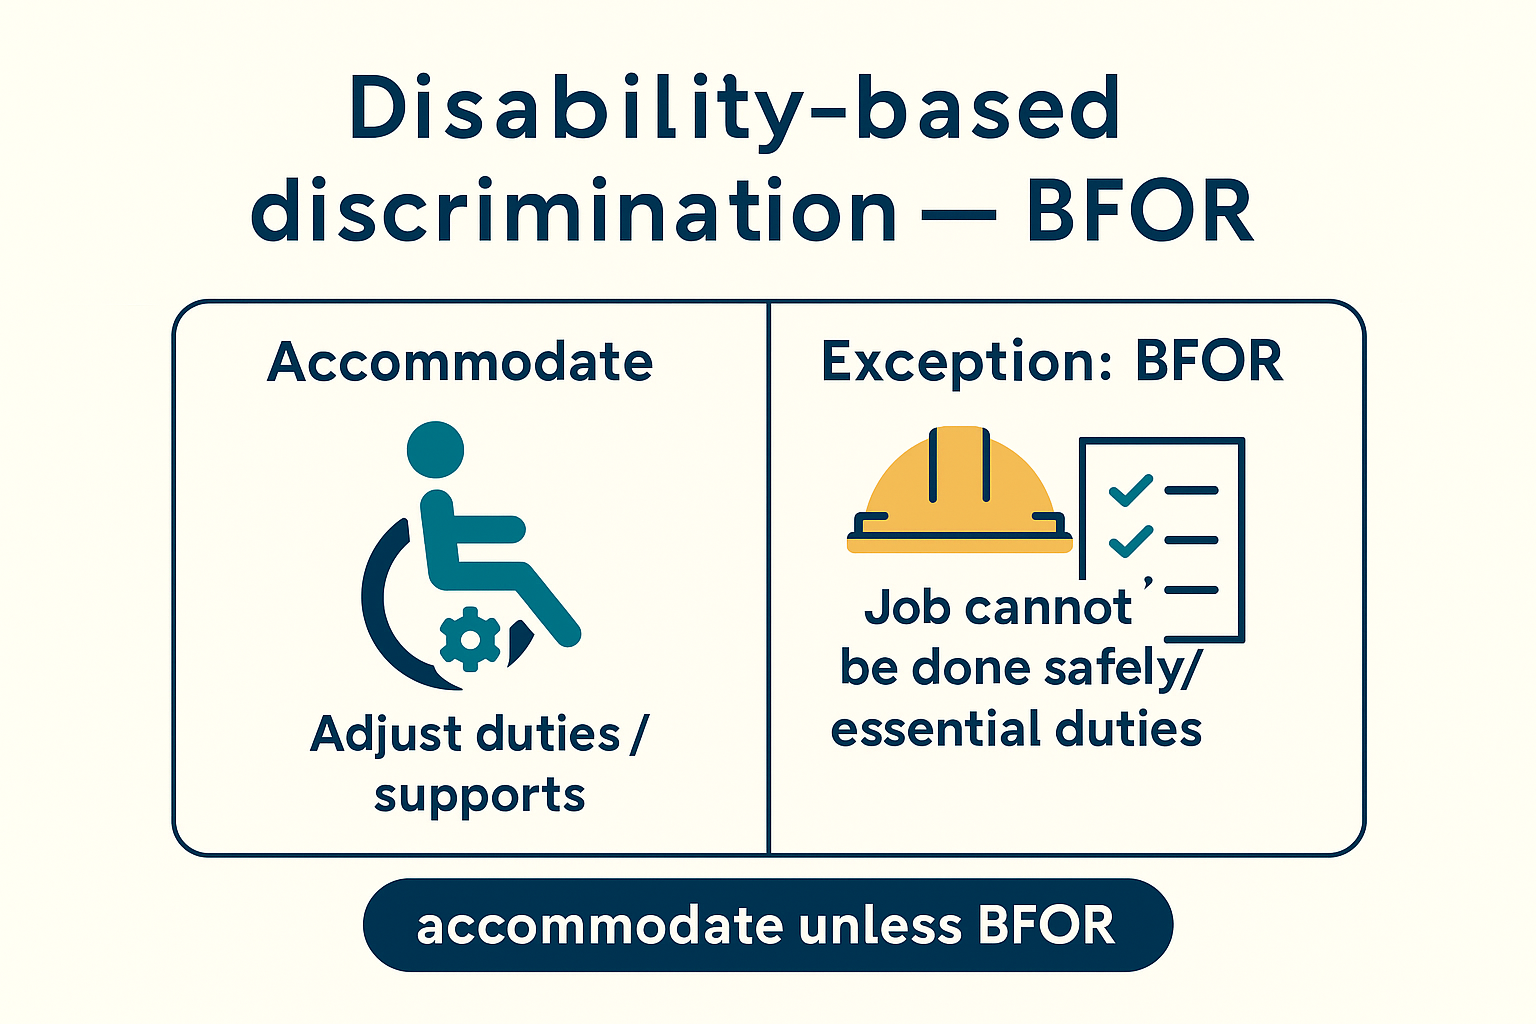 Disability-based
discrimination — BFOR
Accommodate
Adjust duties /
supports
Exception: BFOR
Job cannot
be done safely/
essential duties
accommodate unless BFOR